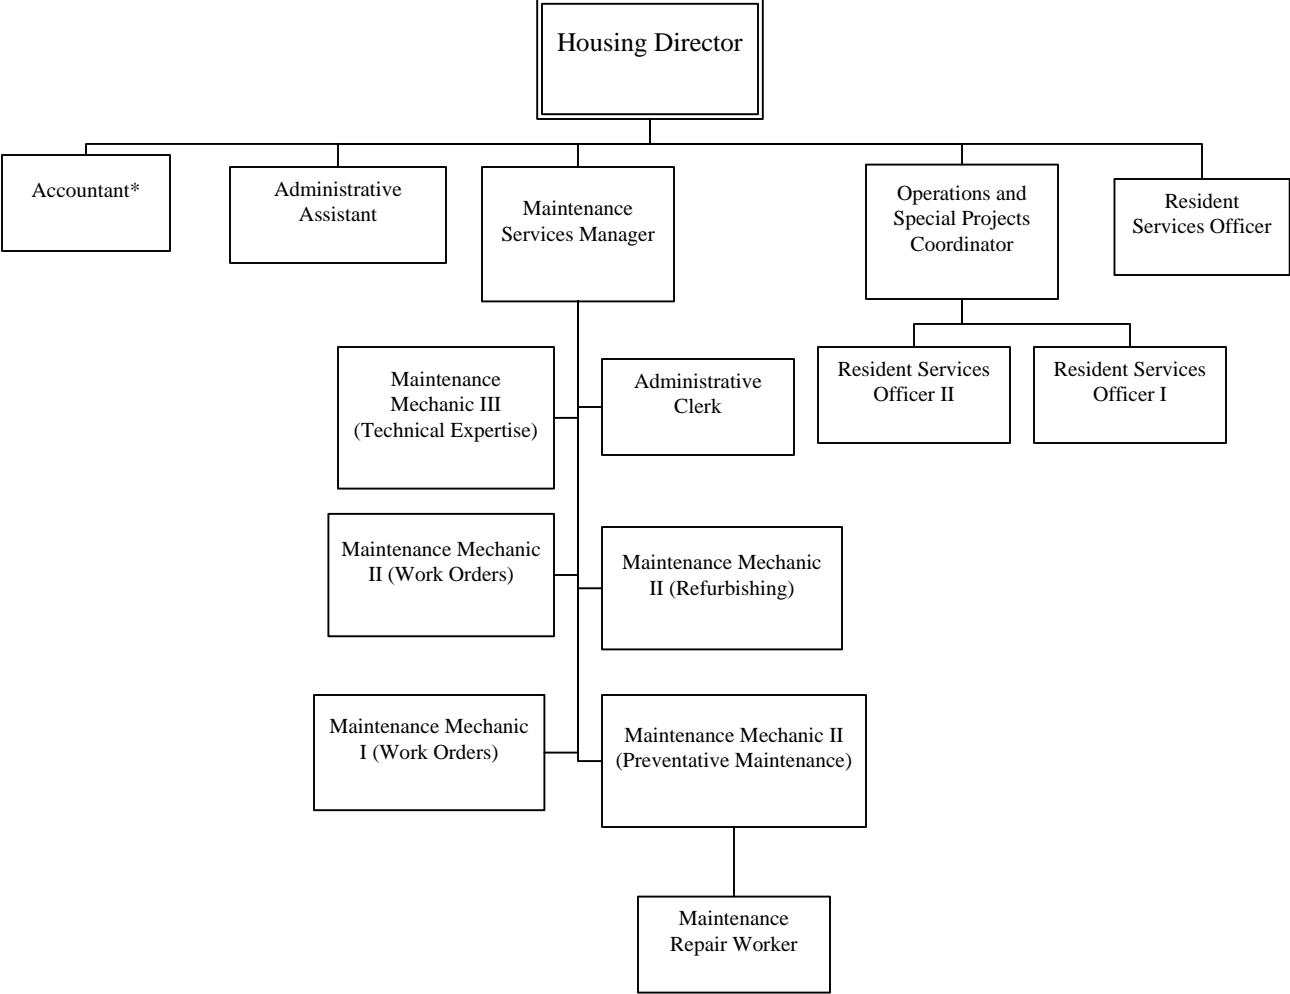 Housing Director
Accountant*
Administrative
Assistant
Maintenance
Services Manager
Operations and
Special Projects
Coordinator
Resident
Services Officer
Maintenance
Mechanic III
(Technical Expertise)
Administrative
Clerk
Resident Services
Officer II
Resident Services
Officer I
Maintenance Mechanic
II (Work Orders)
Maintenance Mechanic
II (Refurbishing)
Maintenance Mechanic
I (Work Orders)
Maintenance Mechanic II
(Preventative Maintenance)
Maintenance
Repair Worker